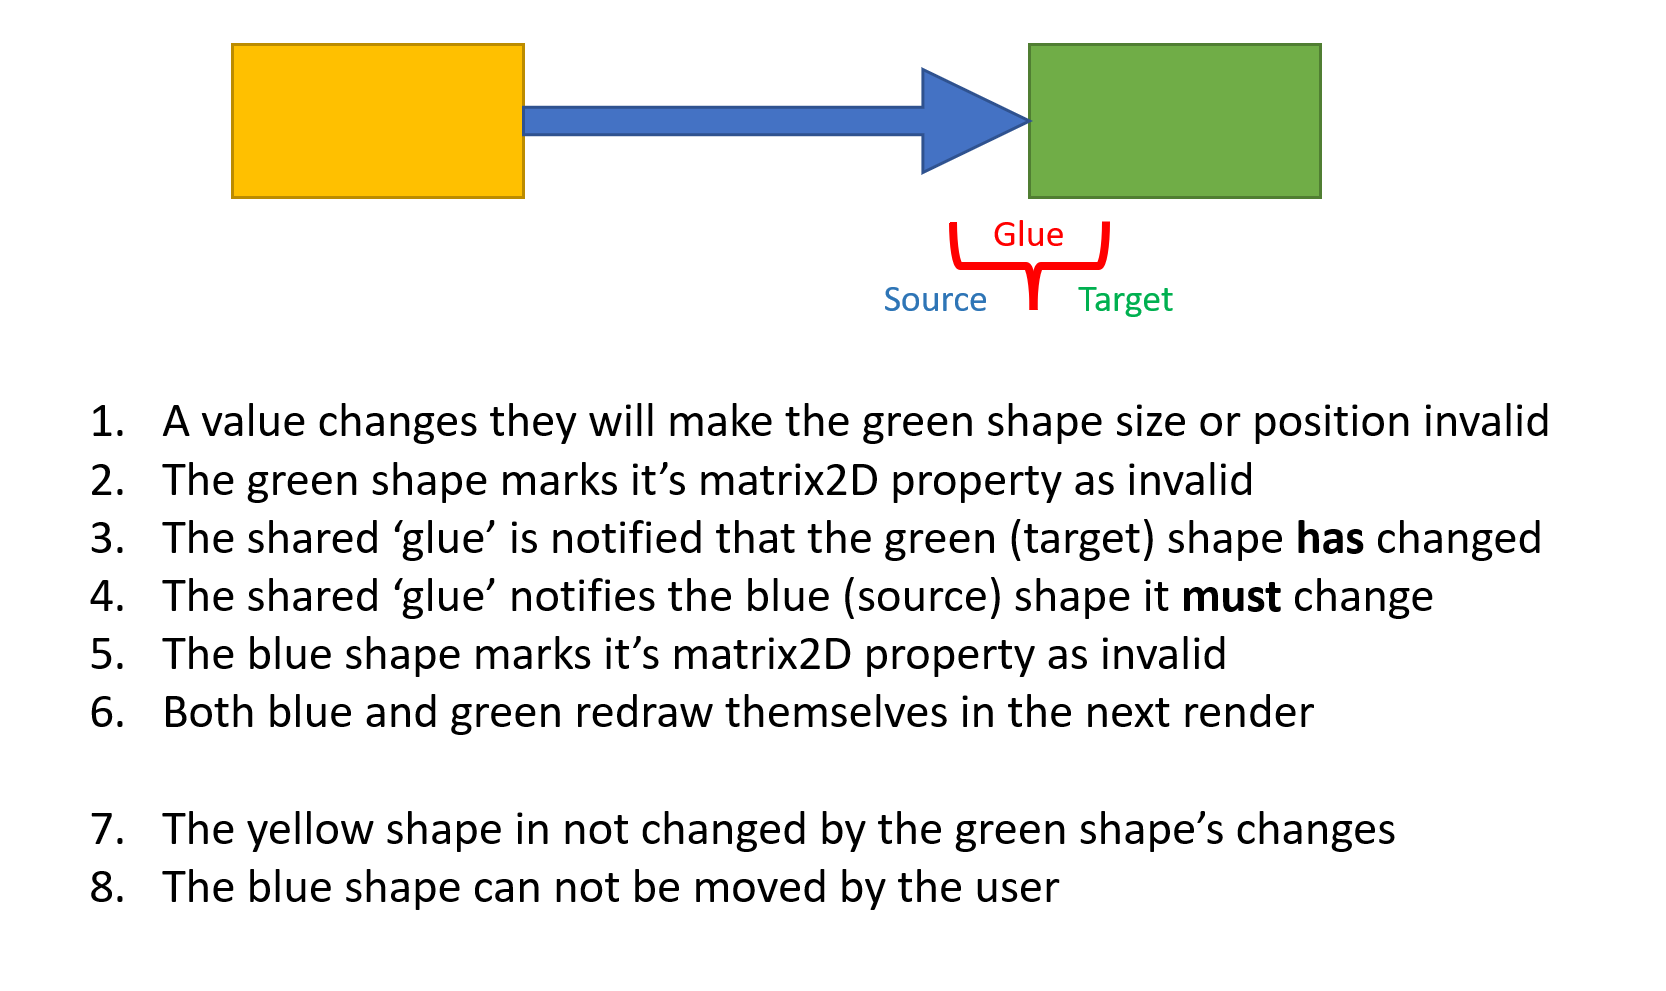 Glue
Source Target
1. A value changes they will make the green shape size or position invalid
2. The green shape marks it’s matrix2D property as invalid
3. The shared ‘glue’ is notified that the green (target) shape has changed
4. The shared ‘glue’ notifies the blue (source) shape it must change
5. The blue shape marks it’s matrix2D property as invalid
6. Both blue and green redraw themselves in the next render
7. The yellow shape in not changed by the green shape’s changes
8. The blue shape can not be moved by the user